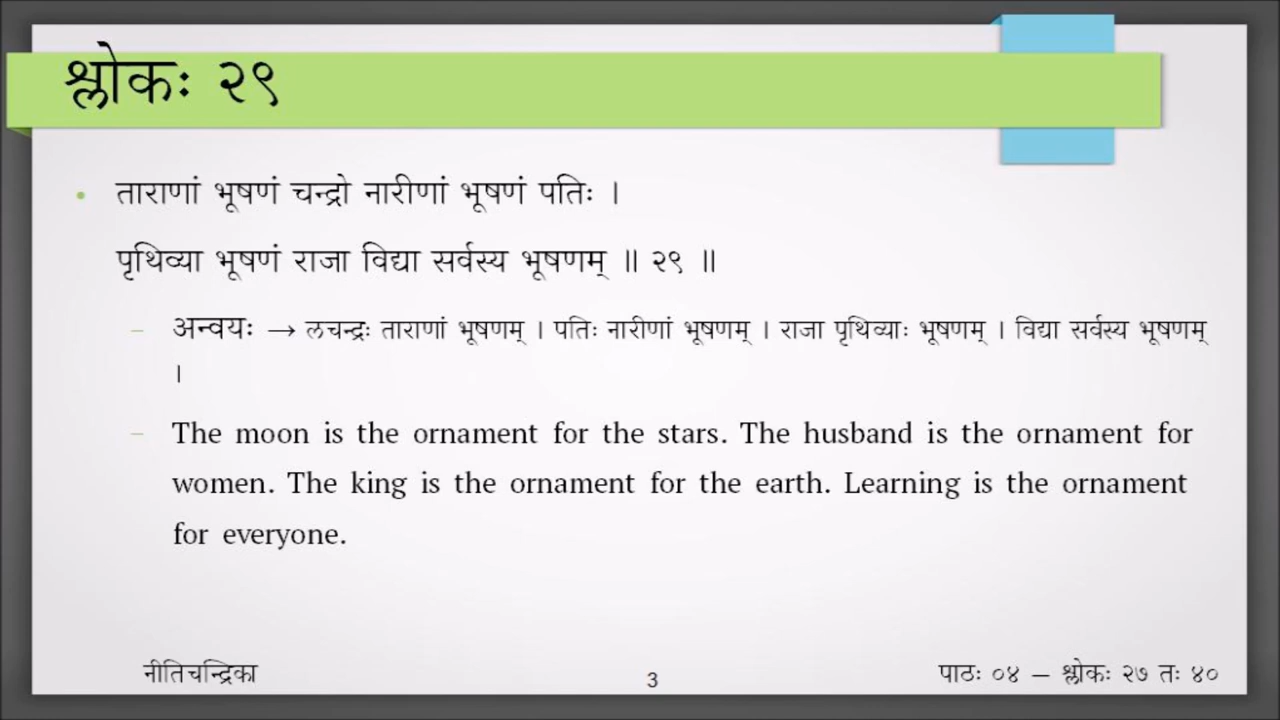 श्लोकः २९
• ताराणां भूषणं चन्द्रो नारीणां भूषणं पतिः ।
पृथिव्या भूषणं राजा विद्या सर्वस्य भूषणम् ॥ २९ ॥
– अन्वयः → लचन्द्रः ताराणां भूषणम् । पतिः नारीणां भूषणम् । राजा पृथिव्याः भूषणम् । विद्या सर्वस्य भूषणम्
।
– The moon is the ornament for the stars. The husband is the ornament for
women. The king is the ornament for the earth. Learning is the ornament
for everyone.
नीतिचन्द्रिका 3 पाठः ०४ – श्लोकः २७ तः ४०